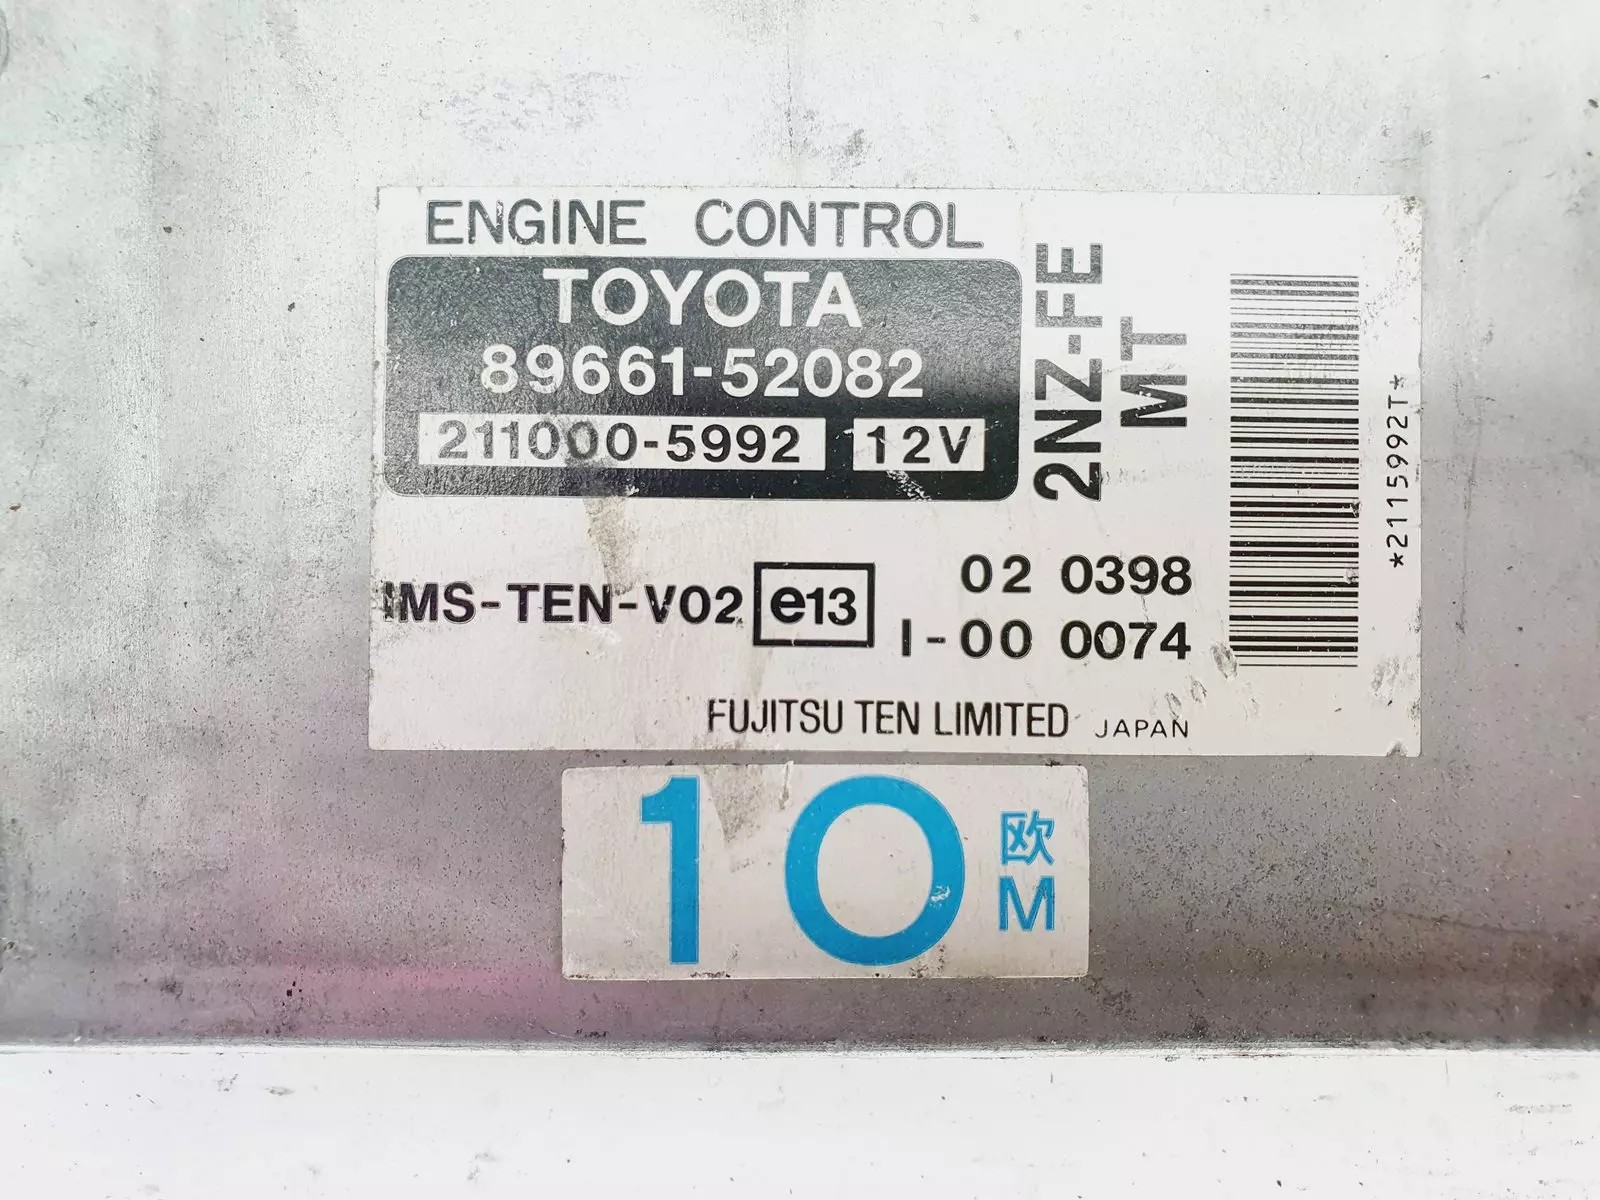 ENGINE CONTROL
TOYOTA
89661-52082
211000-5992 12V
2NZ-FE
MT
*2115992T*
IMS-TEN-V02 e13 02 0398
I-00 0074
FUJITSU TEN LIMITED JAPAN
10 欧
M